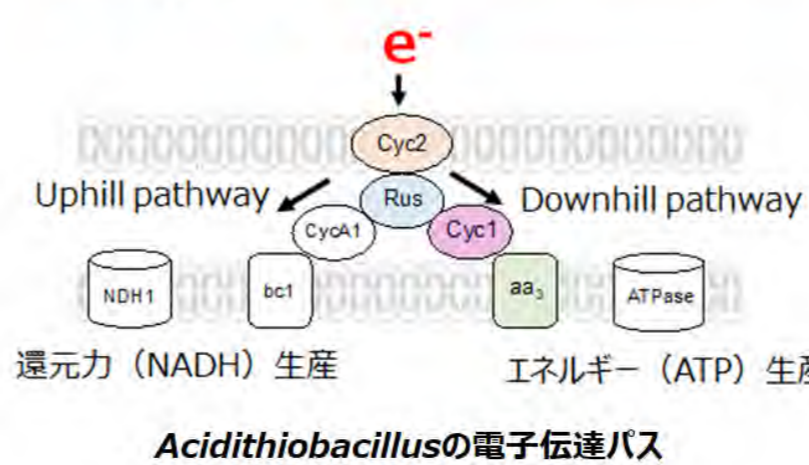 e-
Cyc2
Uphill pathway
Rus
Downhill pathway
CycA1
Cyc1
NDH1
bc1
aa3
ATPase
還元力（NADH）生産
エネルギー（ATP）生産
Acidithiobacillusの電子伝達パス